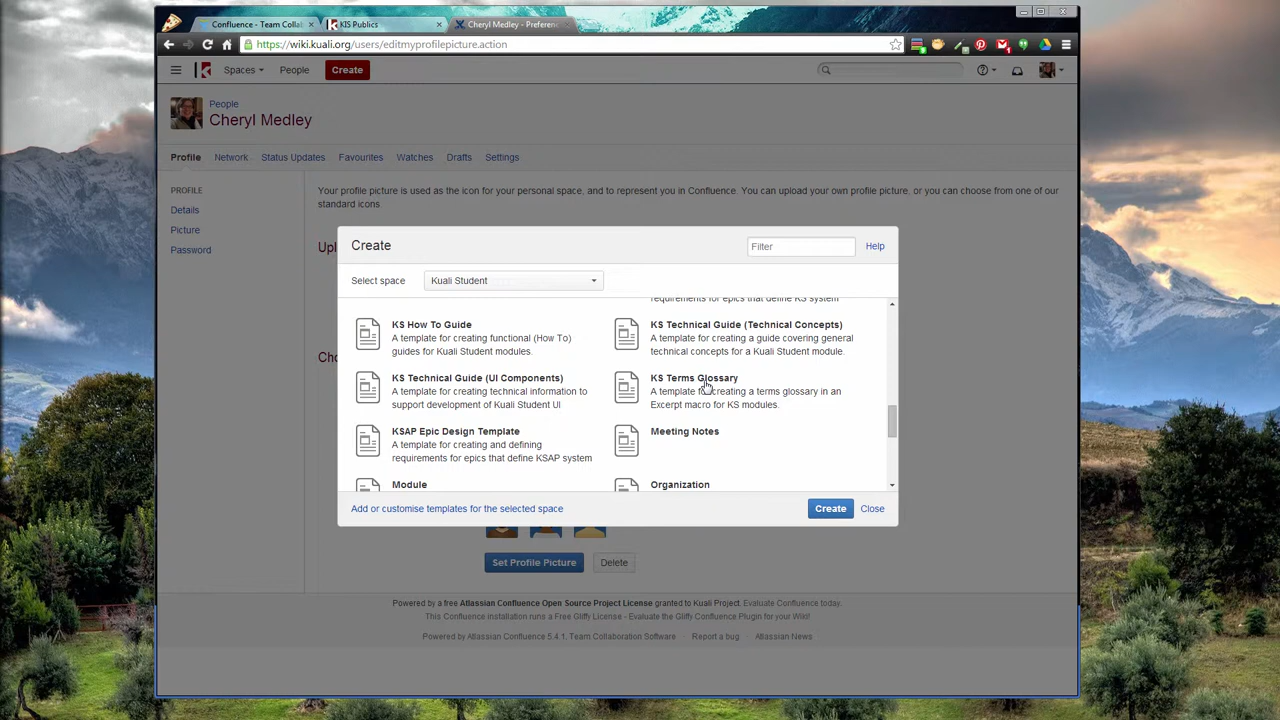 Confluence - Team Collab
KIS Publics
Cheryl Medley - Preferenc
https://wiki.kuali.org/users/editmyprofilepicture.action
Spaces
People
Create
People
Cheryl Medley
Profile
Network
Status Updates
Favourites
Watches
Drafts
Settings
PROFILE
Details
Picture
Password
Your profile picture is used as the icon for your personal space, and to represent you in Confluence. You can upload your own profile picture, or you can choose from one of our
standard icons.
Upl
Cho
Create
Filter
Help
Select space
Kuali Student
requirements for epics that define KS system
KS How To Guide
A template for creating functional (How To)
guides for Kuali Student modules.
KS Technical Guide (Technical Concepts)
A template for creating a guide covering general
technical concepts for a Kuali Student module.
KS Technical Guide (UI Components)
A template for creating technical information to
support development of Kuali Student UI
KS Terms Glossary
A template for creating a terms glossary in an
Excerpt macro for KS modules.
KSAP Epic Design Template
A template for creating and defining
requirements for epics that define KSAP system
Meeting Notes
Module
Organization
Add or customise templates for the selected space
Create
Close
Set Profile Picture
Delete
Powered by a free Atlassian Confluence Open Source Project License granted to Kuali Project. Evaluate Confluence today.
This Confluence installation runs a Free Gliffy License - Evaluate the Gliffy Confluence Plugin for your Wiki!
Powered by Atlassian Confluence 5.4.1, Team Collaboration Software
Report a bug
Atlassian News